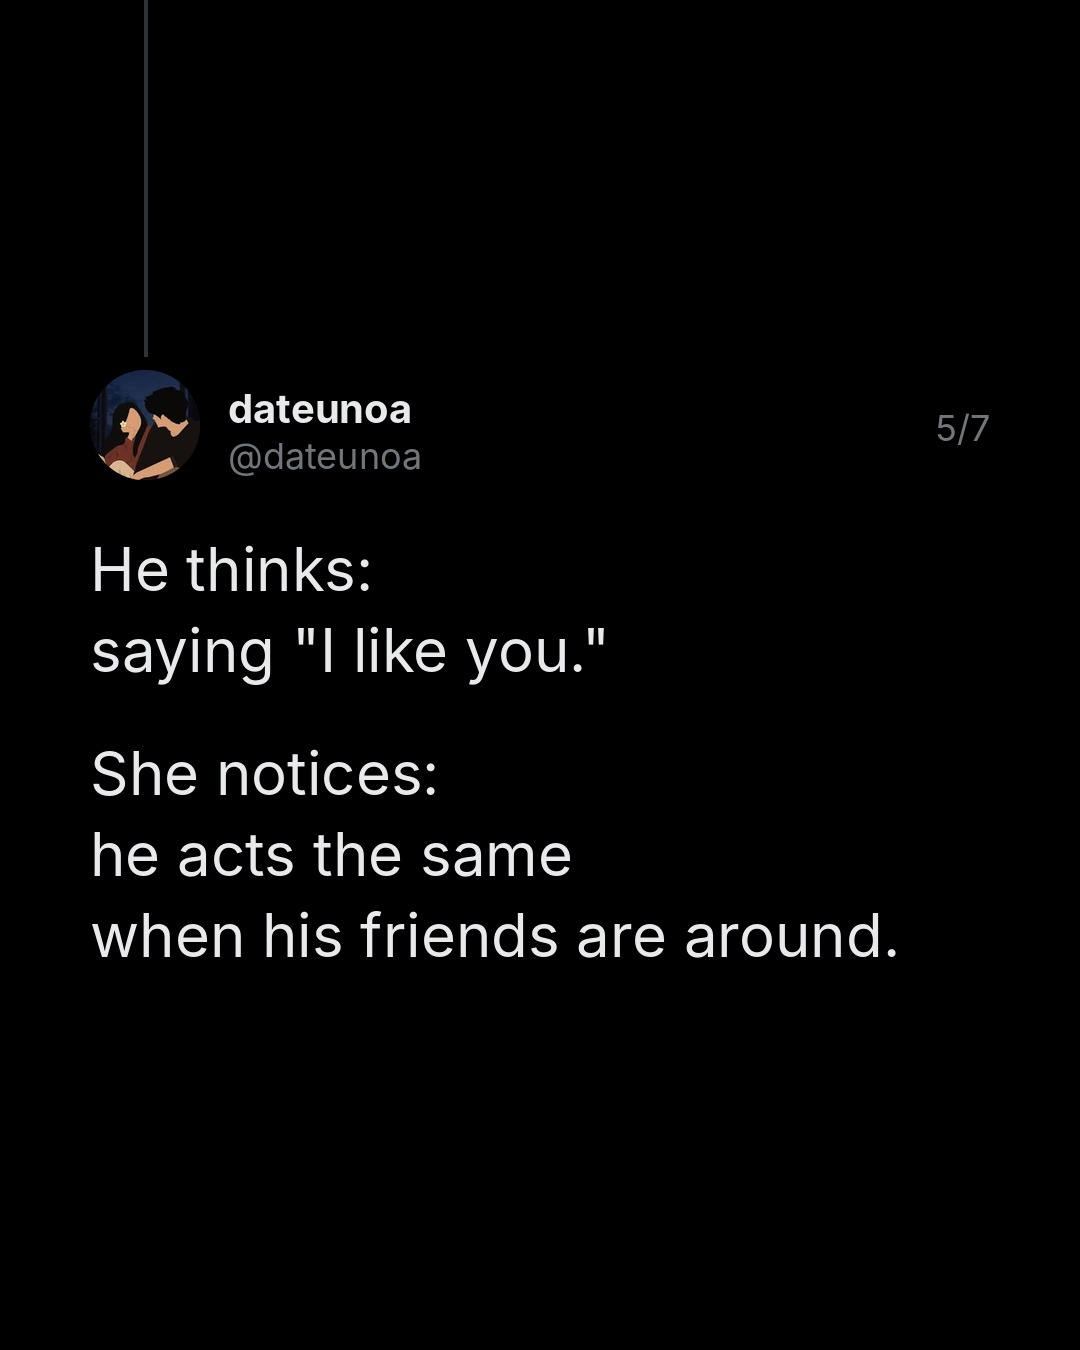 dateunoa
@dateunoa
5/7
He thinks:
saying "I like you."
She notices:
he acts the same
when his friends are around.